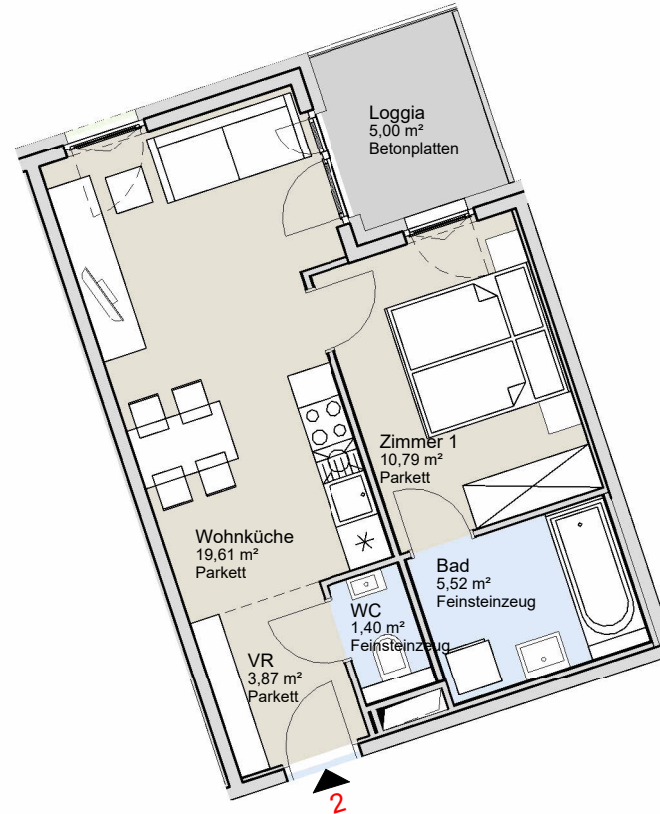 Loggia
5,00 m²
Betonplatten
Zimmer 1
10,79 m²
Parkett
Wohnküche
19,61 m²
Parkett
Bad
5,52 m²
Feinsteinzeug
WC
1,40 m²
Feinsteinzeug
VR
3,87 m²
Parkett
2